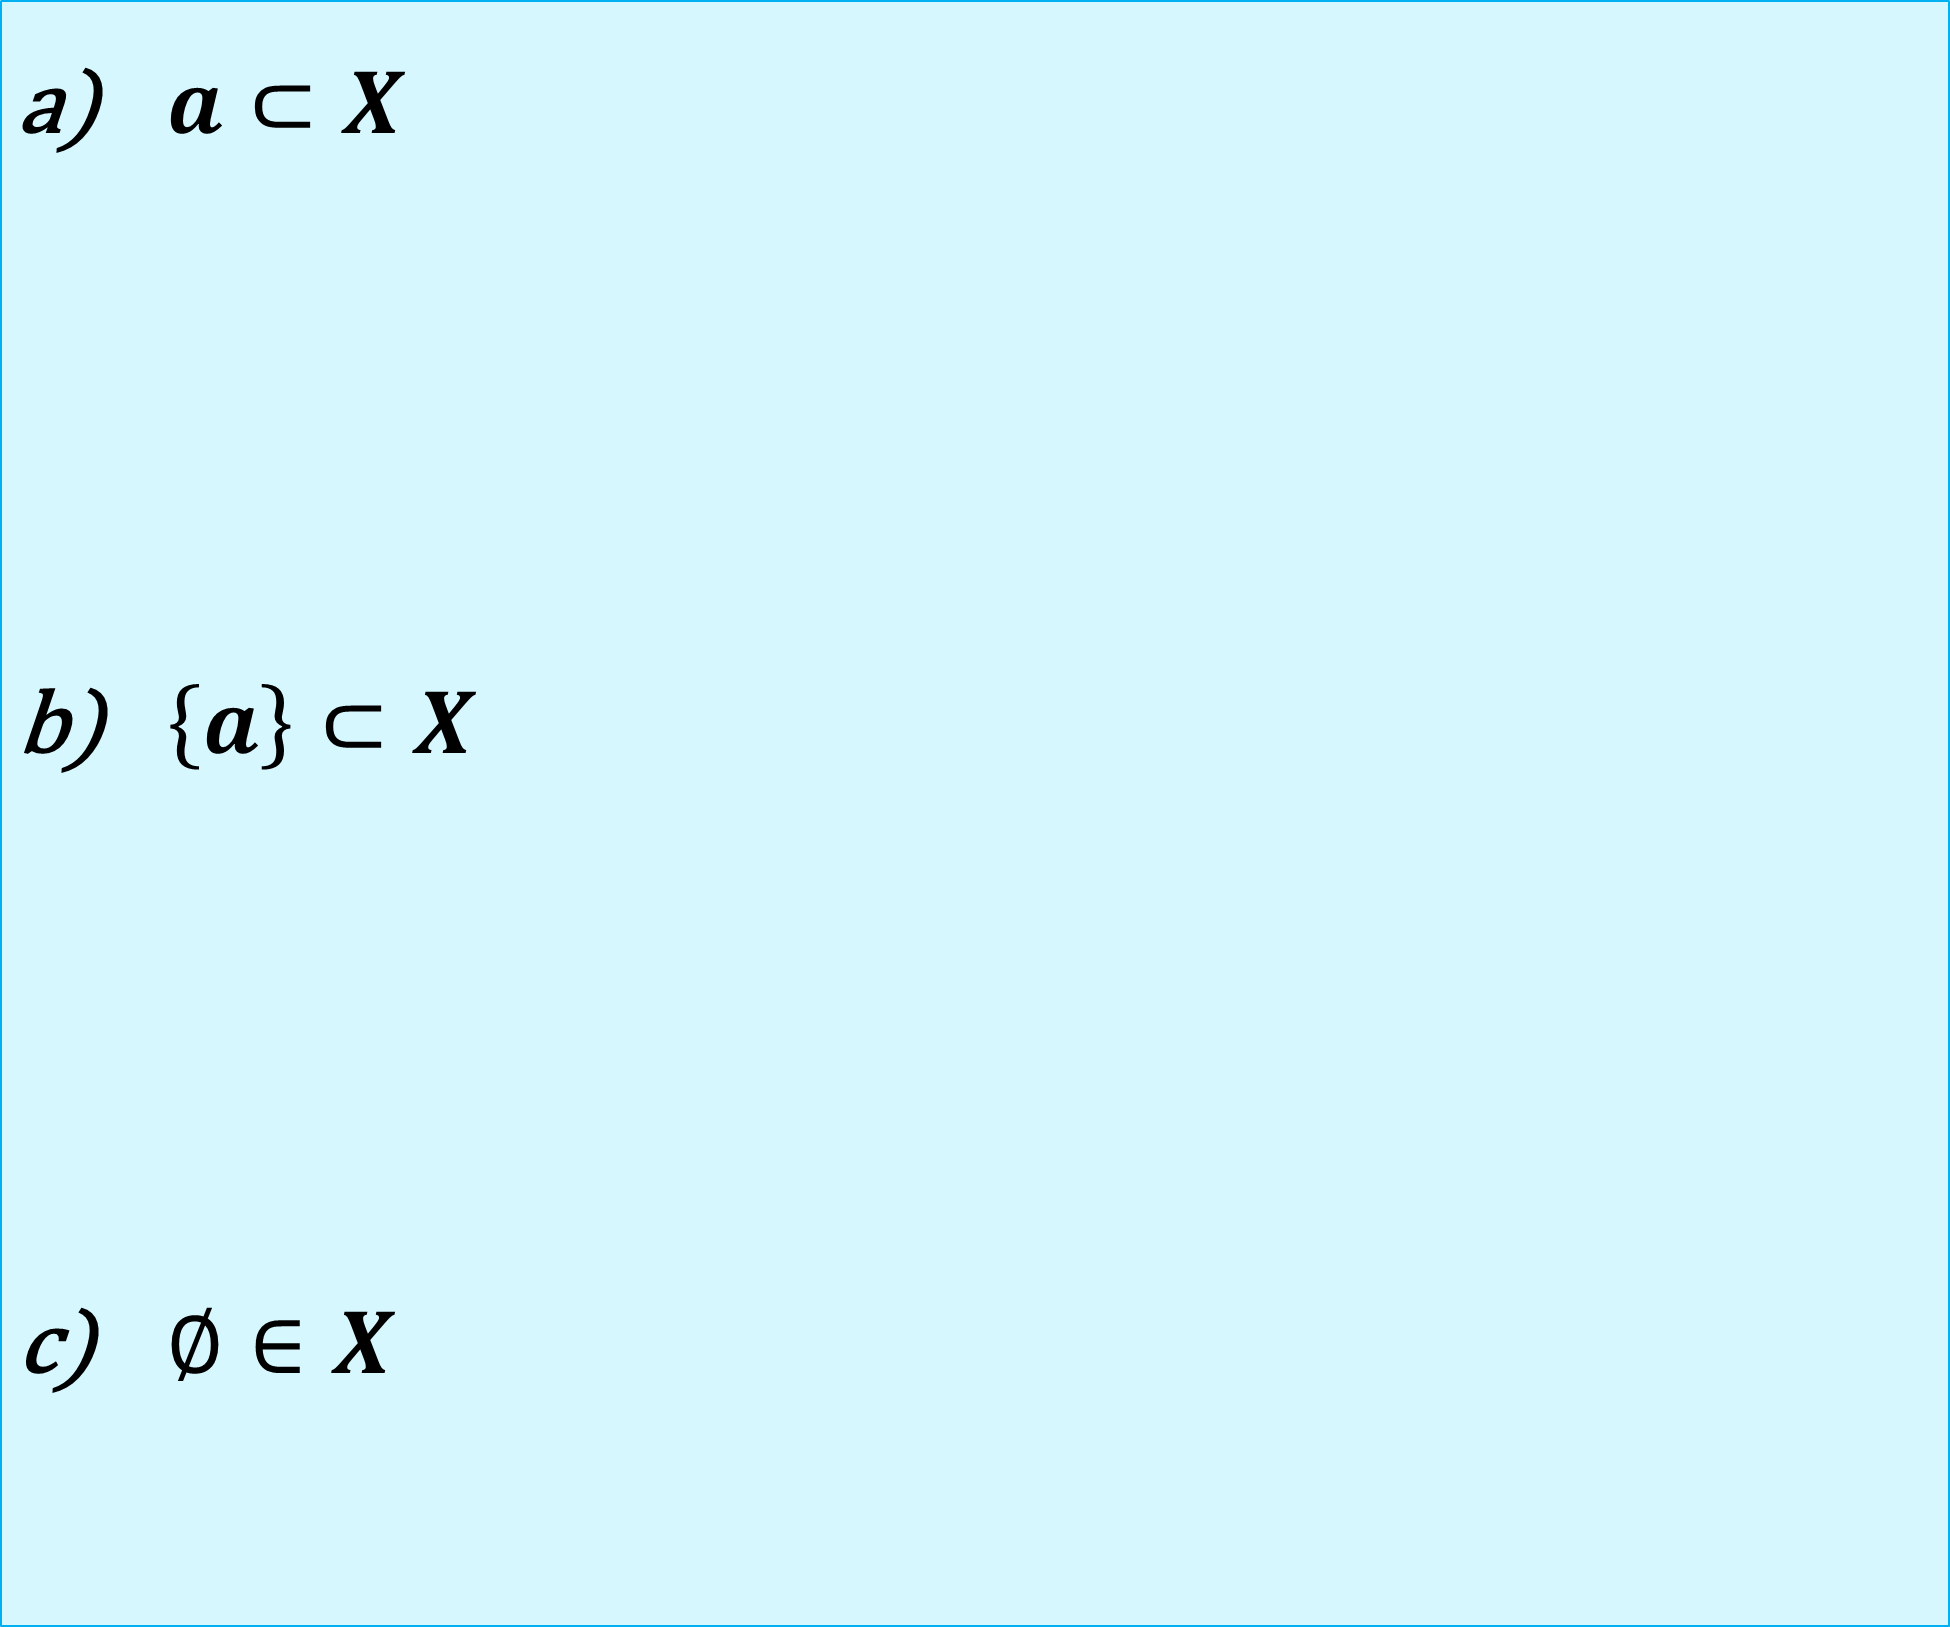 a) a ⊂ X
b) {a} ⊂ X
c) ∅ ∈ X